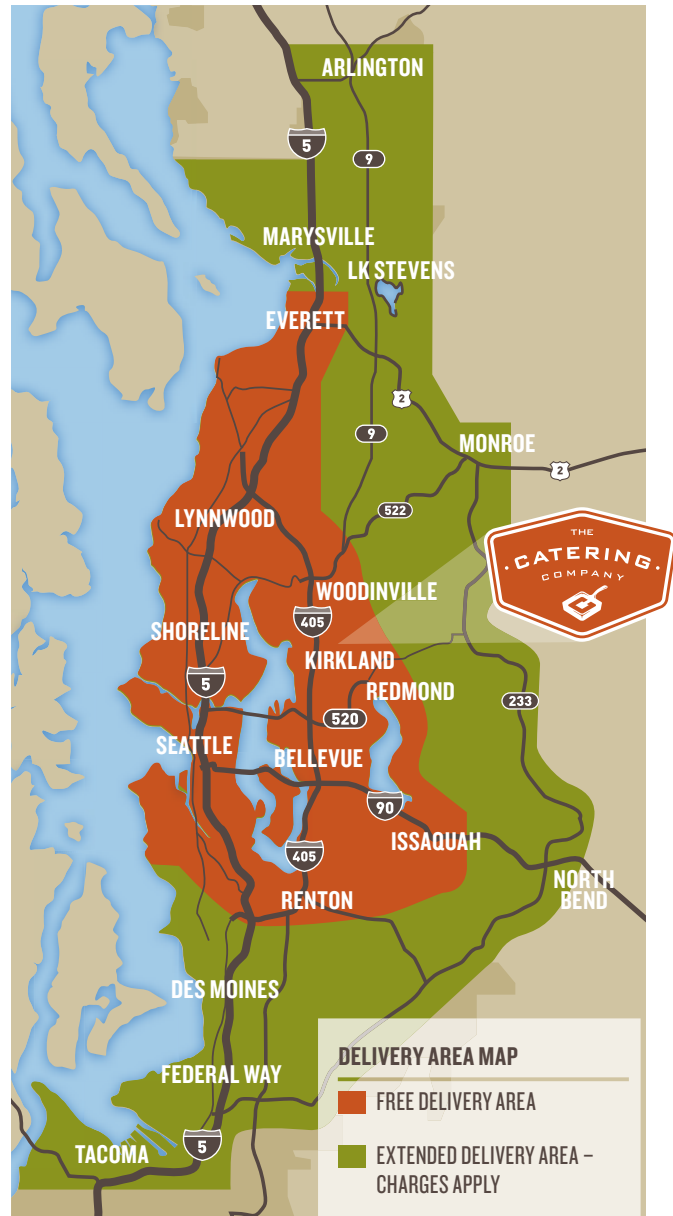 ARLINGTON
5
9
MARYSVILLE
LK STEVENS
EVERETT
2
9
MONROE
2
522
LYNNWOOD
THE
· CATERING ·
COMPANY
WOODINVILLE
405
SHORELINE
KIRKLAND
5
REDMOND
233
520
SEATTLE
BELLEVUE
90
ISSAQUAH
405
NORTH
BEND
RENTON
DES MOINES
FEDERAL WAY
5
TACOMA
DELIVERY AREA MAP
FREE DELIVERY AREA
EXTENDED DELIVERY AREA –
CHARGES APPLY